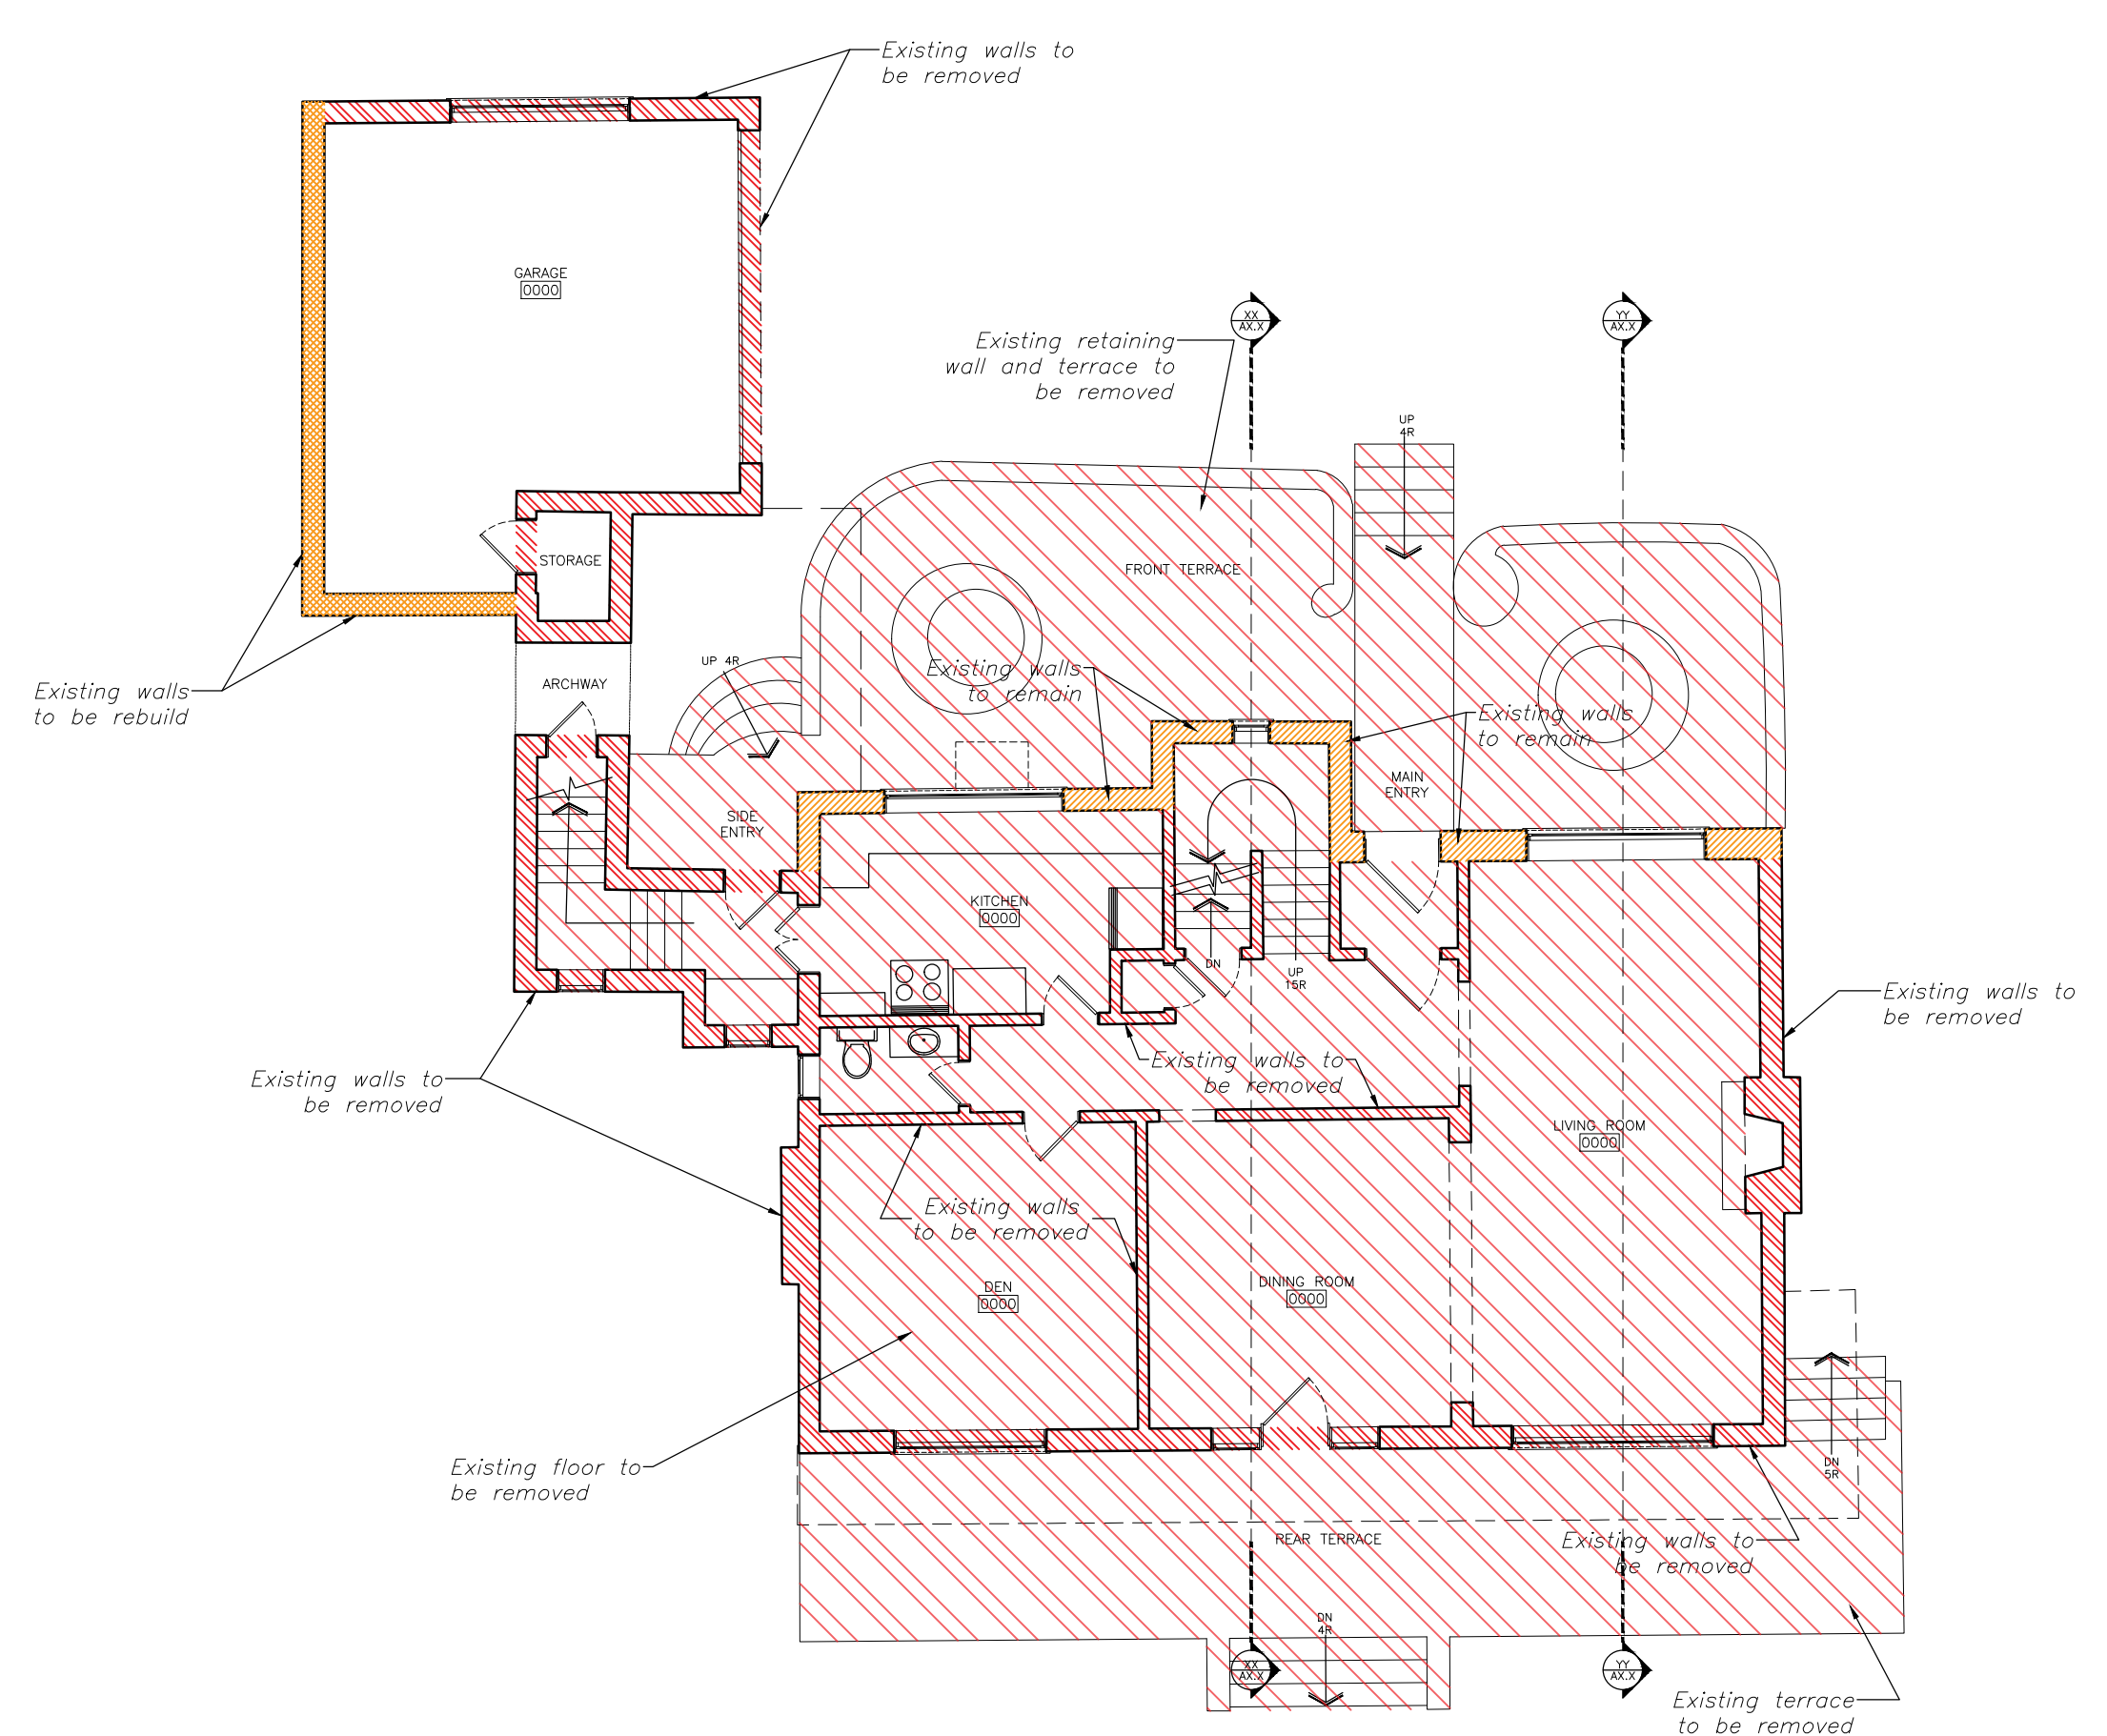 Existing walls to
be removed
GARAGE
0000
XX
AX.X
YY
AX.X
Existing retaining
wall and terrace to
be removed
UP
4R
STORAGE
FRONT TERRACE
UP 4R
ARCHWAY
Existing walls
to be rebuild
Existing walls
to remain
Existing walls
to remain
MAIN
ENTRY
SIDE
ENTRY
KITCHEN
0000
DN
UP
15R
Existing walls to
be removed
Existing walls to
be removed
Existing walls to
be removed
LIVING ROOM
0000
Existing walls
to be removed
DEN
0000
DINING ROOM
0000
Existing floor to
be removed
DN
5R
REAR TERRACE
Existing walls to
be removed
DN
4R
XX
AX.X
YY
AX.X
Existing terrace
to be removed